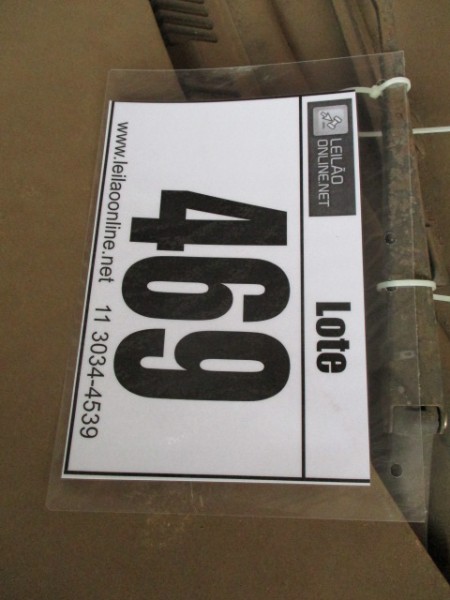 LEILÃO
ONLINE.NET
Lote
469
www.leilaoonline.net 11 3034-4539